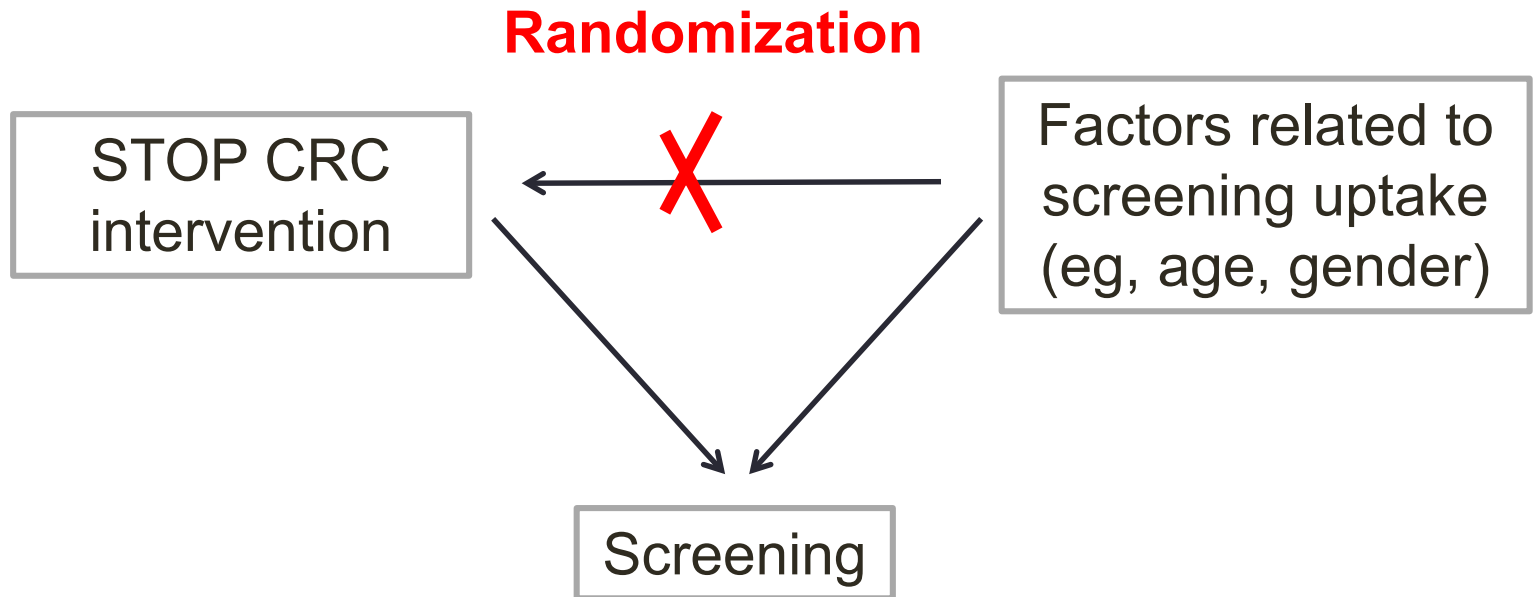 Randomization
STOP CRC
intervention
Factors related to
screening uptake
(eg, age, gender)
Screening